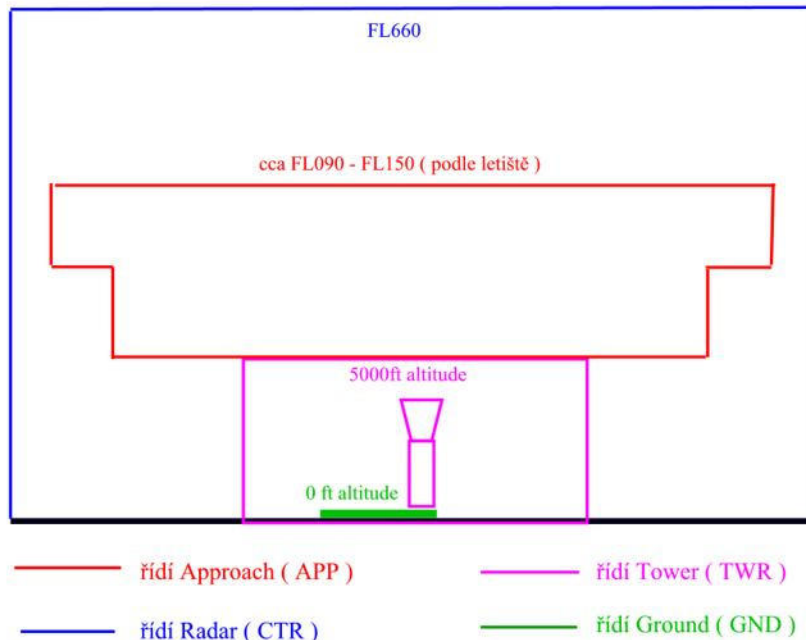 FL660
cca FL090 - FL150 ( podle letiště )
5000ft altitude
0 ft altitude
řídí Approach ( APP )
řídí Tower ( TWR )
řídí Radar ( CTR )
řídí Ground ( GND )